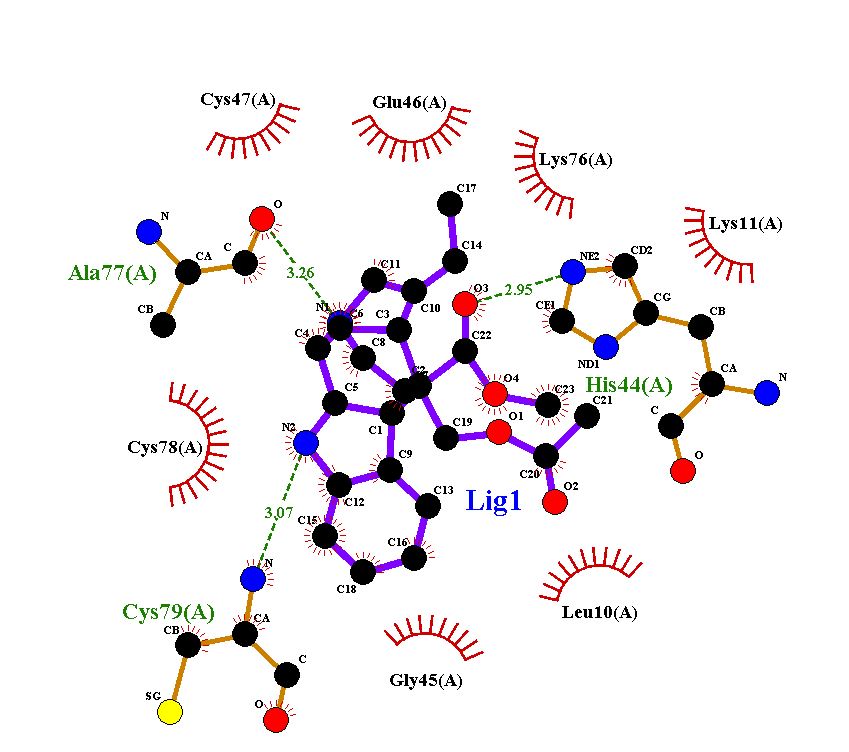 Cys47(A)
Glu46(A)
Lys76(A)
C17
N
O
Lys11(A)
CA
C
C14
NE2
CD2
Ala77(A)
3.26
C11
O3
2.95
CB
N1
C6
C3
C10
CE1
CG
CB
C4
C8
C22
ND1
C5
C2
O4
His44(A)
CA
N
C23
C21
C1
C19
O1
C
N2
Cys78(A)
C9
C20
O
C12
C13
O2
Lig1
3.07
C15
C16
N
C18
Cys79(A)
CA
Leu10(A)
CB
C
Gly45(A)
SG
O